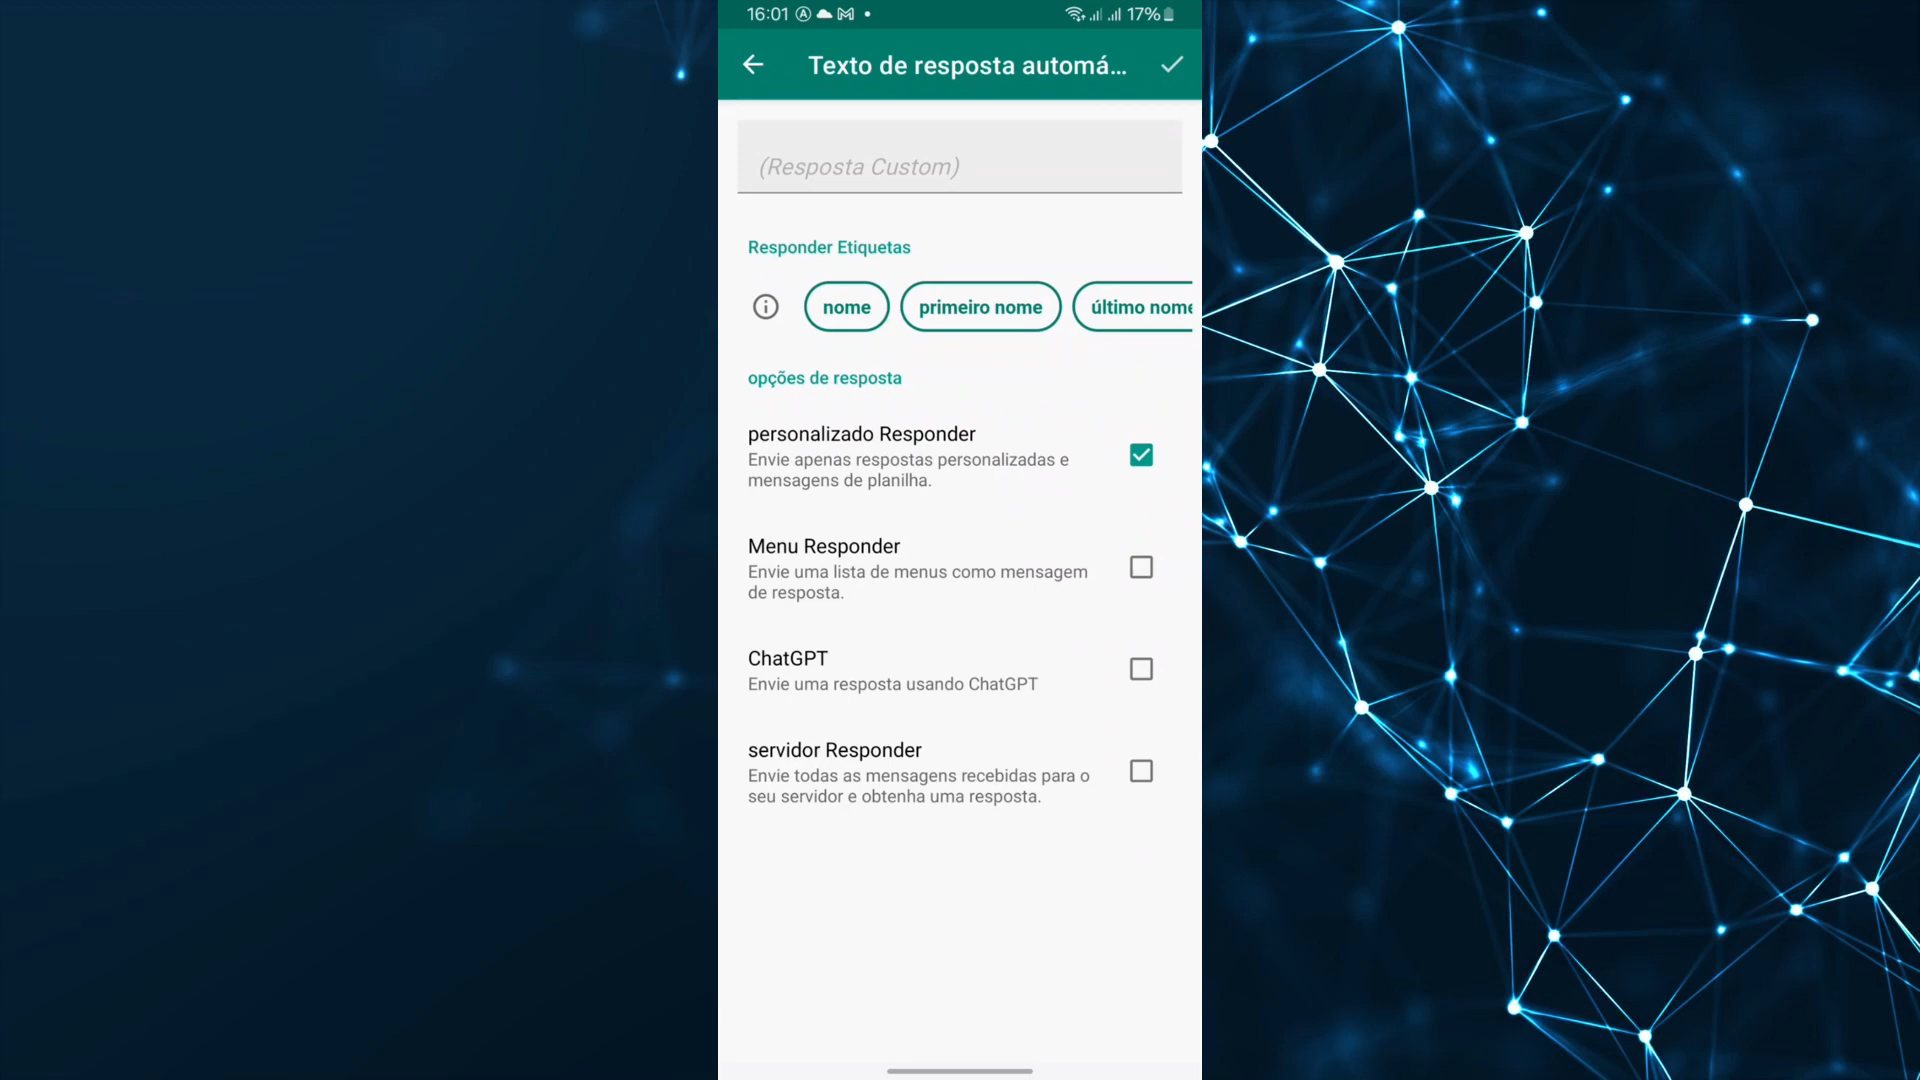 16:01 17%
Texto de resposta automá...
(Resposta Custom)
Responder Etiquetas
nome primeiro nome último nome
opções de resposta
personalizado Responder
Envie apenas respostas personalizadas e
mensagens de planilha.
Menu Responder
Envie uma lista de menus como mensagem
de resposta.
ChatGPT
Envie uma resposta usando ChatGPT
servidor Responder
Envie todas as mensagens recebidas para o
seu servidor e obtenha uma resposta.